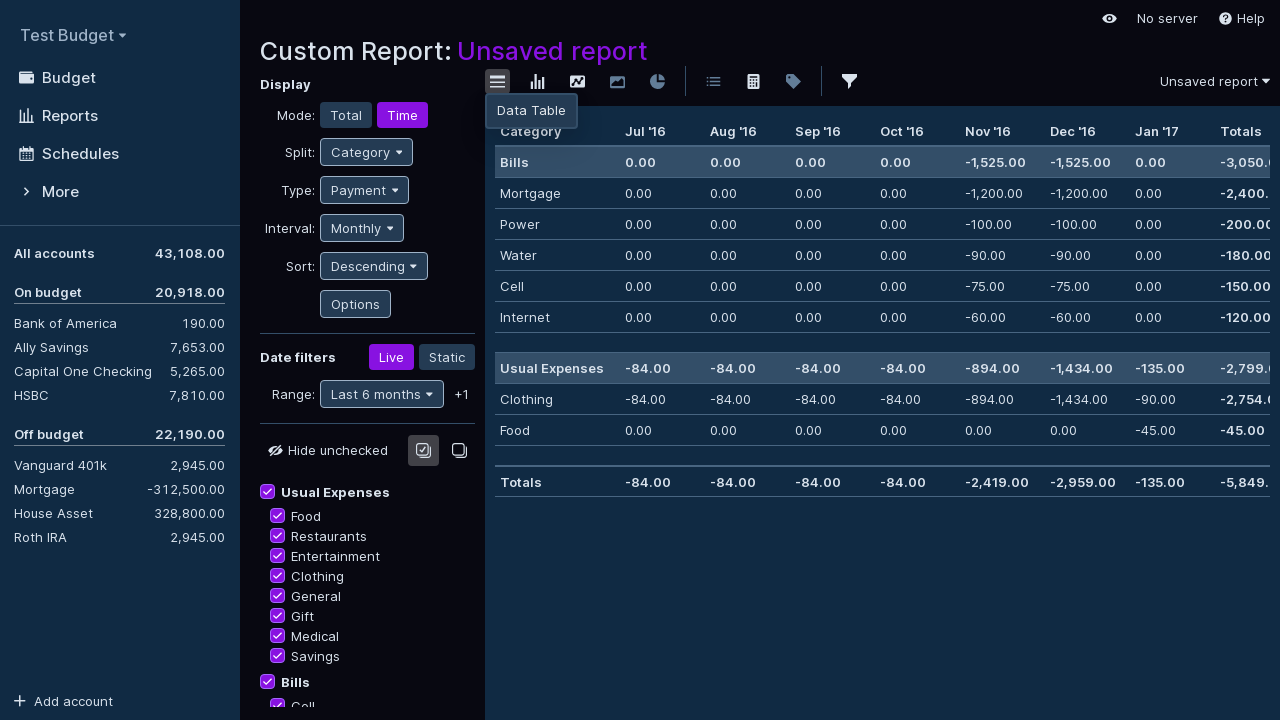 Test Budget
Budget
Reports
Schedules
More
All accounts 43,108.00
On budget 20,918.00
Bank of America 190.00
Ally Savings 7,653.00
Capital One Checking 5,265.00
HSBC 7,810.00
Off budget 22,190.00
Vanguard 401k 2,945.00
Mortgage -312,500.00
House Asset 328,800.00
Roth IRA 2,945.00
Add account
No server Help
Custom Report: Unsaved report
Display
Mode: Total Time
Split: Category
Type: Payment
Interval: Monthly
Sort: Descending
Options
Date filters Live Static
Range: Last 6 months +1
Hide unchecked
Usual Expenses
Food
Restaurants
Entertainment
Clothing
General
Gift
Medical
Savings
Bills
Cell
Unsaved report
Data Table
Category Jul '16 Aug '16 Sep '16 Oct '16 Nov '16 Dec '16 Jan '17 Totals
Bills 0.00 0.00 0.00 0.00 -1,525.00 -1,525.00 0.00 -3,050.0
Mortgage 0.00 0.00 0.00 0.00 -1,200.00 -1,200.00 0.00 -2,400.
Power 0.00 0.00 0.00 0.00 -100.00 -100.00 0.00 -200.00
Water 0.00 0.00 0.00 0.00 -90.00 -90.00 0.00 -180.00
Cell 0.00 0.00 0.00 0.00 -75.00 -75.00 0.00 -150.00
Internet 0.00 0.00 0.00 0.00 -60.00 -60.00 0.00 -120.00
Usual Expenses -84.00 -84.00 -84.00 -84.00 -894.00 -1,434.00 -135.00 -2,799.0
Clothing -84.00 -84.00 -84.00 -84.00 -894.00 -1,434.00 -90.00 -2,754.0
Food 0.00 0.00 0.00 0.00 0.00 0.00 -45.00 -45.00
Totals -84.00 -84.00 -84.00 -84.00 -2,419.00 -2,959.00 -135.00 -5,849.